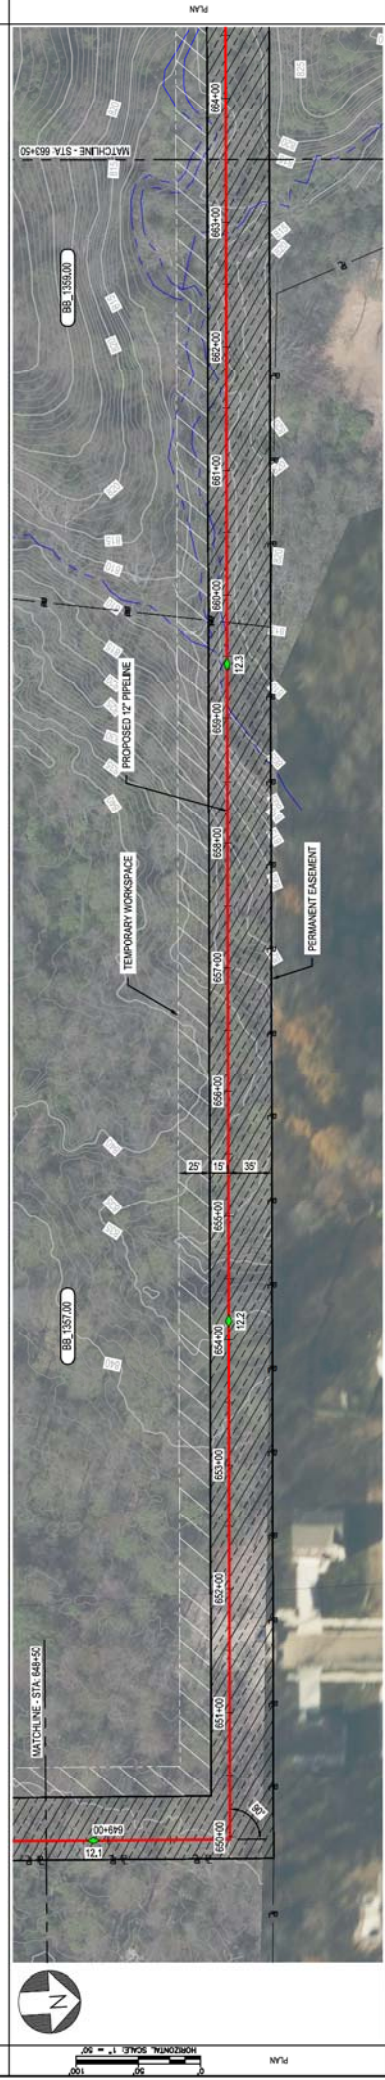 PLAN
HORIZONTAL SCALE: 1" = 50'
0'
50'
100'
N
MATCHLINE - STA: 648+50
12.1
649+00
650+00
90°
651+00
652+00
653+00
654+00
12.2
655+00
656+00
657+00
658+00
659+00
12.3
660+00
661+00
662+00
663+00
664+00
BB_1357.00
25'
15'
35'
TEMPORARY WORKSPACE
PERMANENT EASEMENT
PROPOSED 12" PIPELINE
BB_1359.00
MATCHLINE - STA: 663+50
840
PLAN